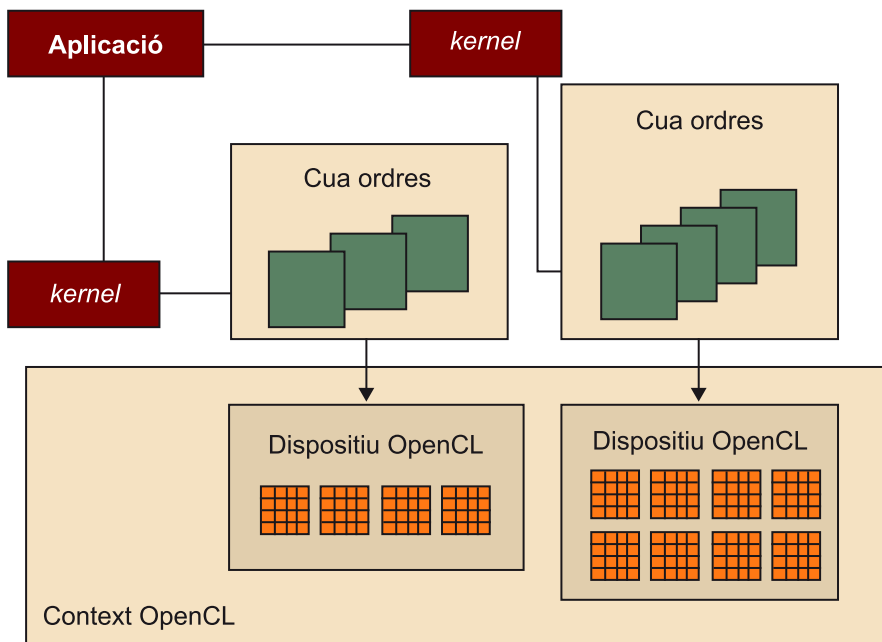 Aplicació
kernel
Cua ordres
Cua ordres
kernel
Dispositiu OpenCL
Dispositiu OpenCL
Context OpenCL